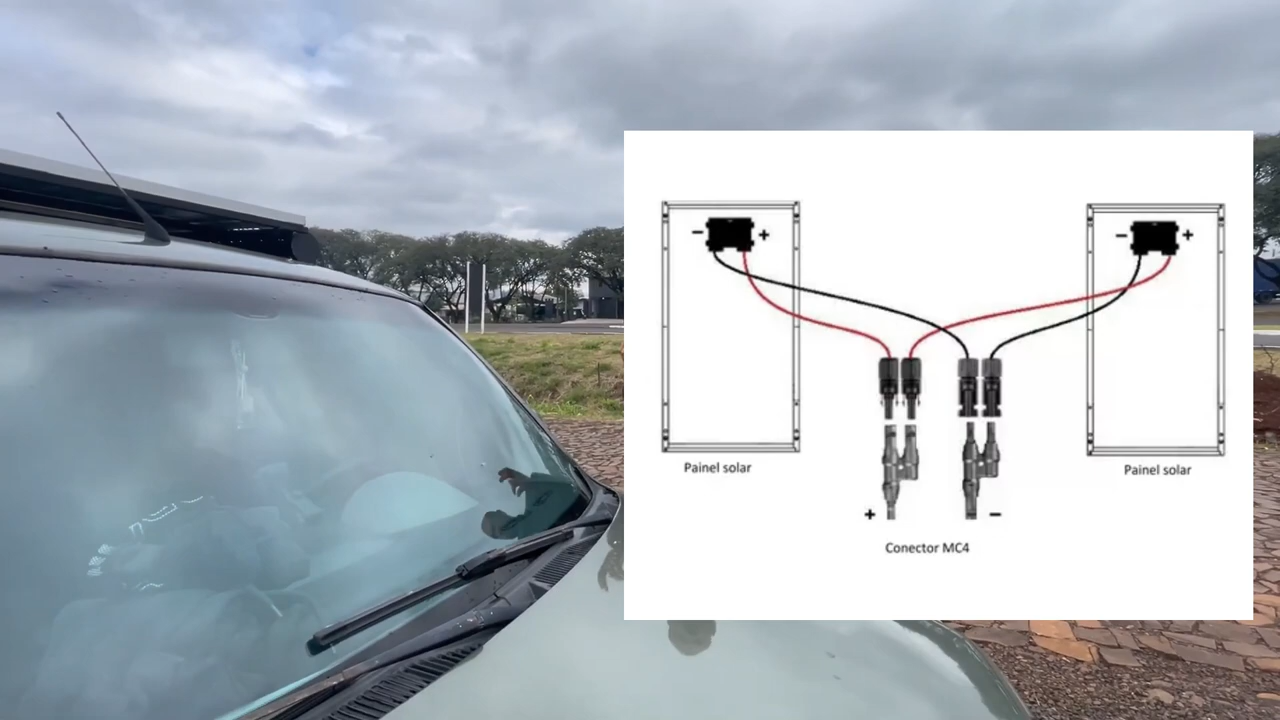 − +
− +
Painel solar
Painel solar
+ −
Conector MC4